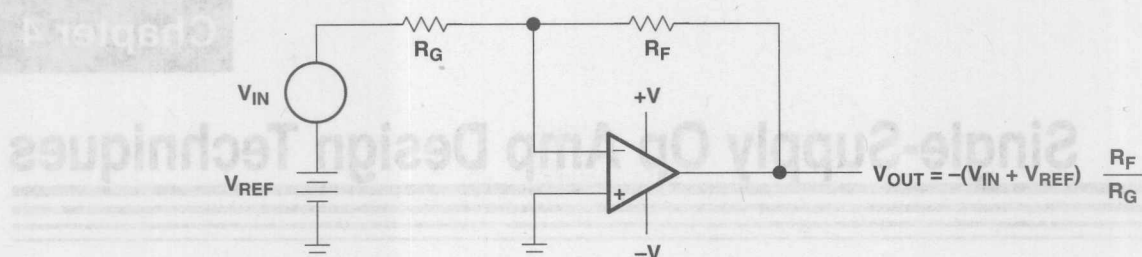 Chapter 4
R_G
R_F
V_IN
+V
Single-Supply Op Amp Design Techniques
−
V_REF
+
V_OUT = −(V_IN + V_REF) R_F / R_G
−V